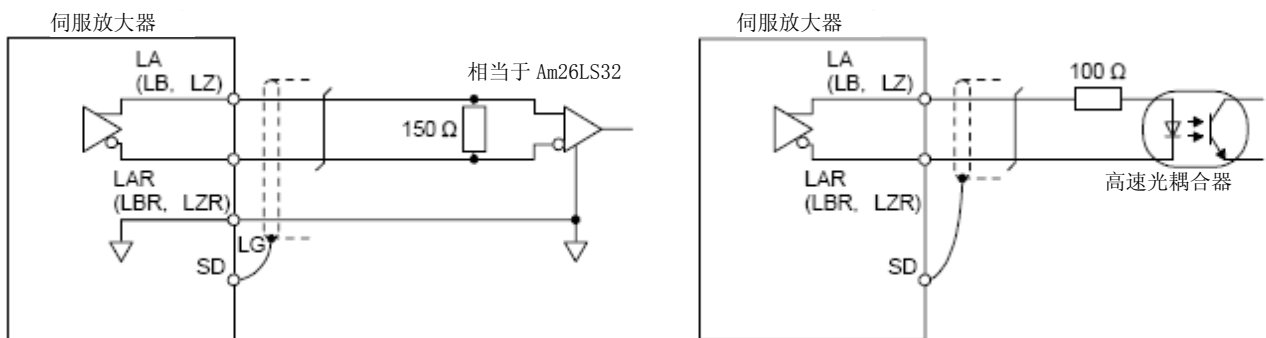 伺服放大器
LA
(LB, LZ)
相当于 Am26LS32
150 Ω
LAR
(LBR, LZR)
LG
SD
伺服放大器
LA
(LB, LZ)
100 Ω
高速光耦合器
LAR
(LBR, LZR)
SD